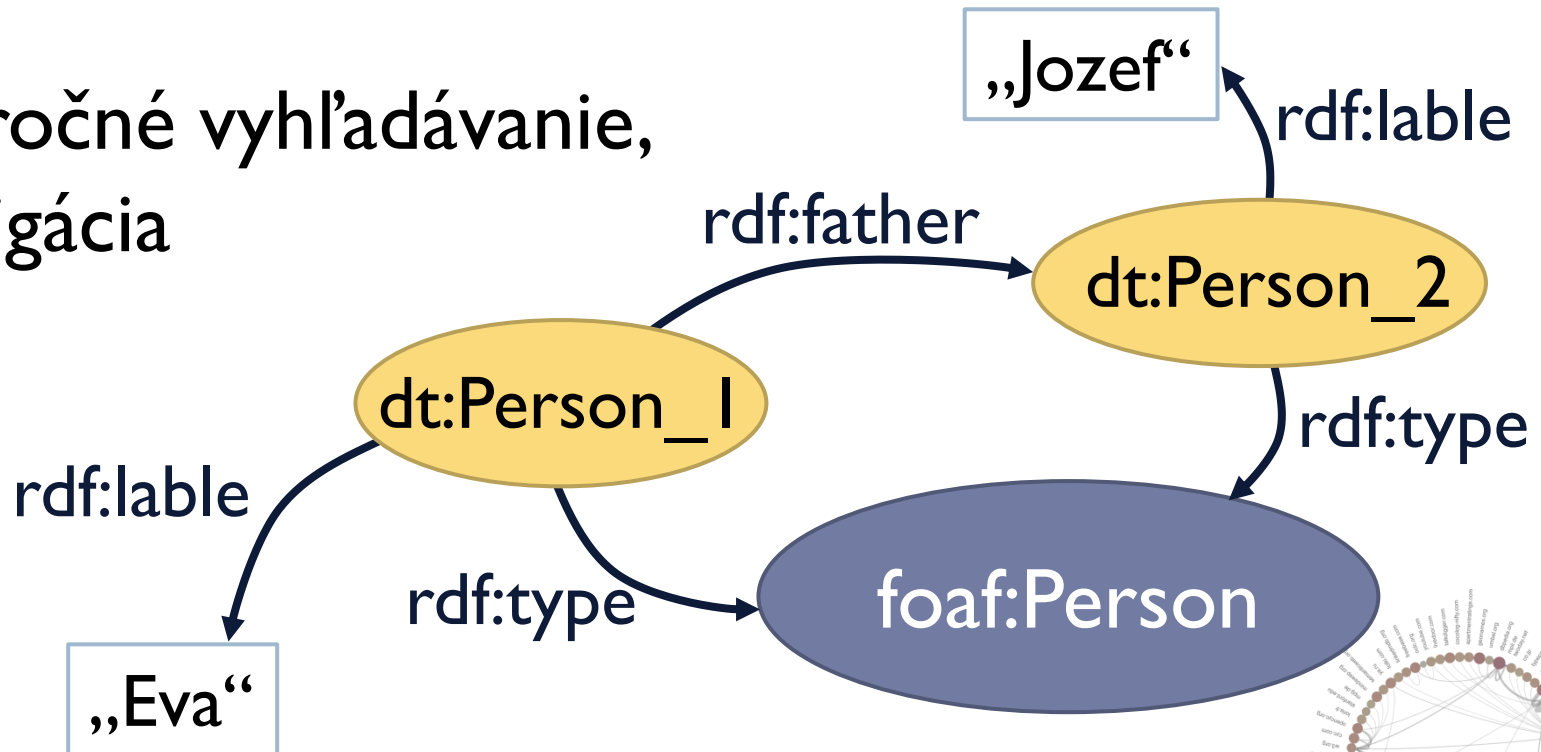 „Jozef“
ročné vyhľadávanie,
rdf:lable
gácia
rdf:father
dt:Person_2
dt:Person_1
rdf:type
rdf:lable
rdf:type
foaf:Person
„Eva“